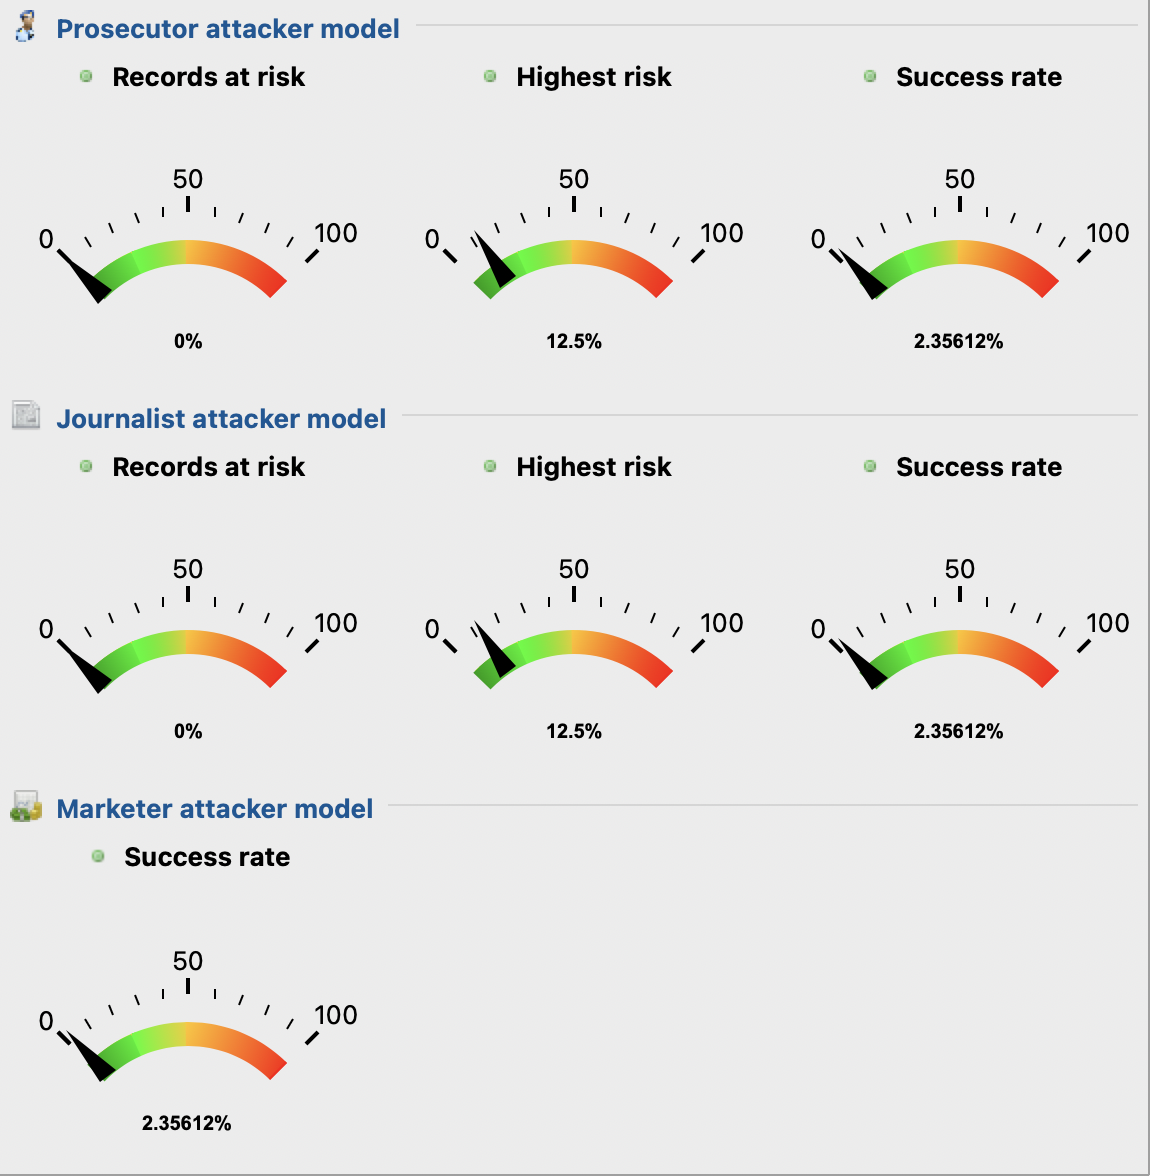 Prosecutor attacker model
Records at risk
Highest risk
Success rate
0 50 100
0 50 100
0 50 100
0%
12.5%
2.35612%
Journalist attacker model
Records at risk
Highest risk
Success rate
0 50 100
0 50 100
0 50 100
0%
12.5%
2.35612%
Marketer attacker model
Success rate
0 50 100
2.35612%